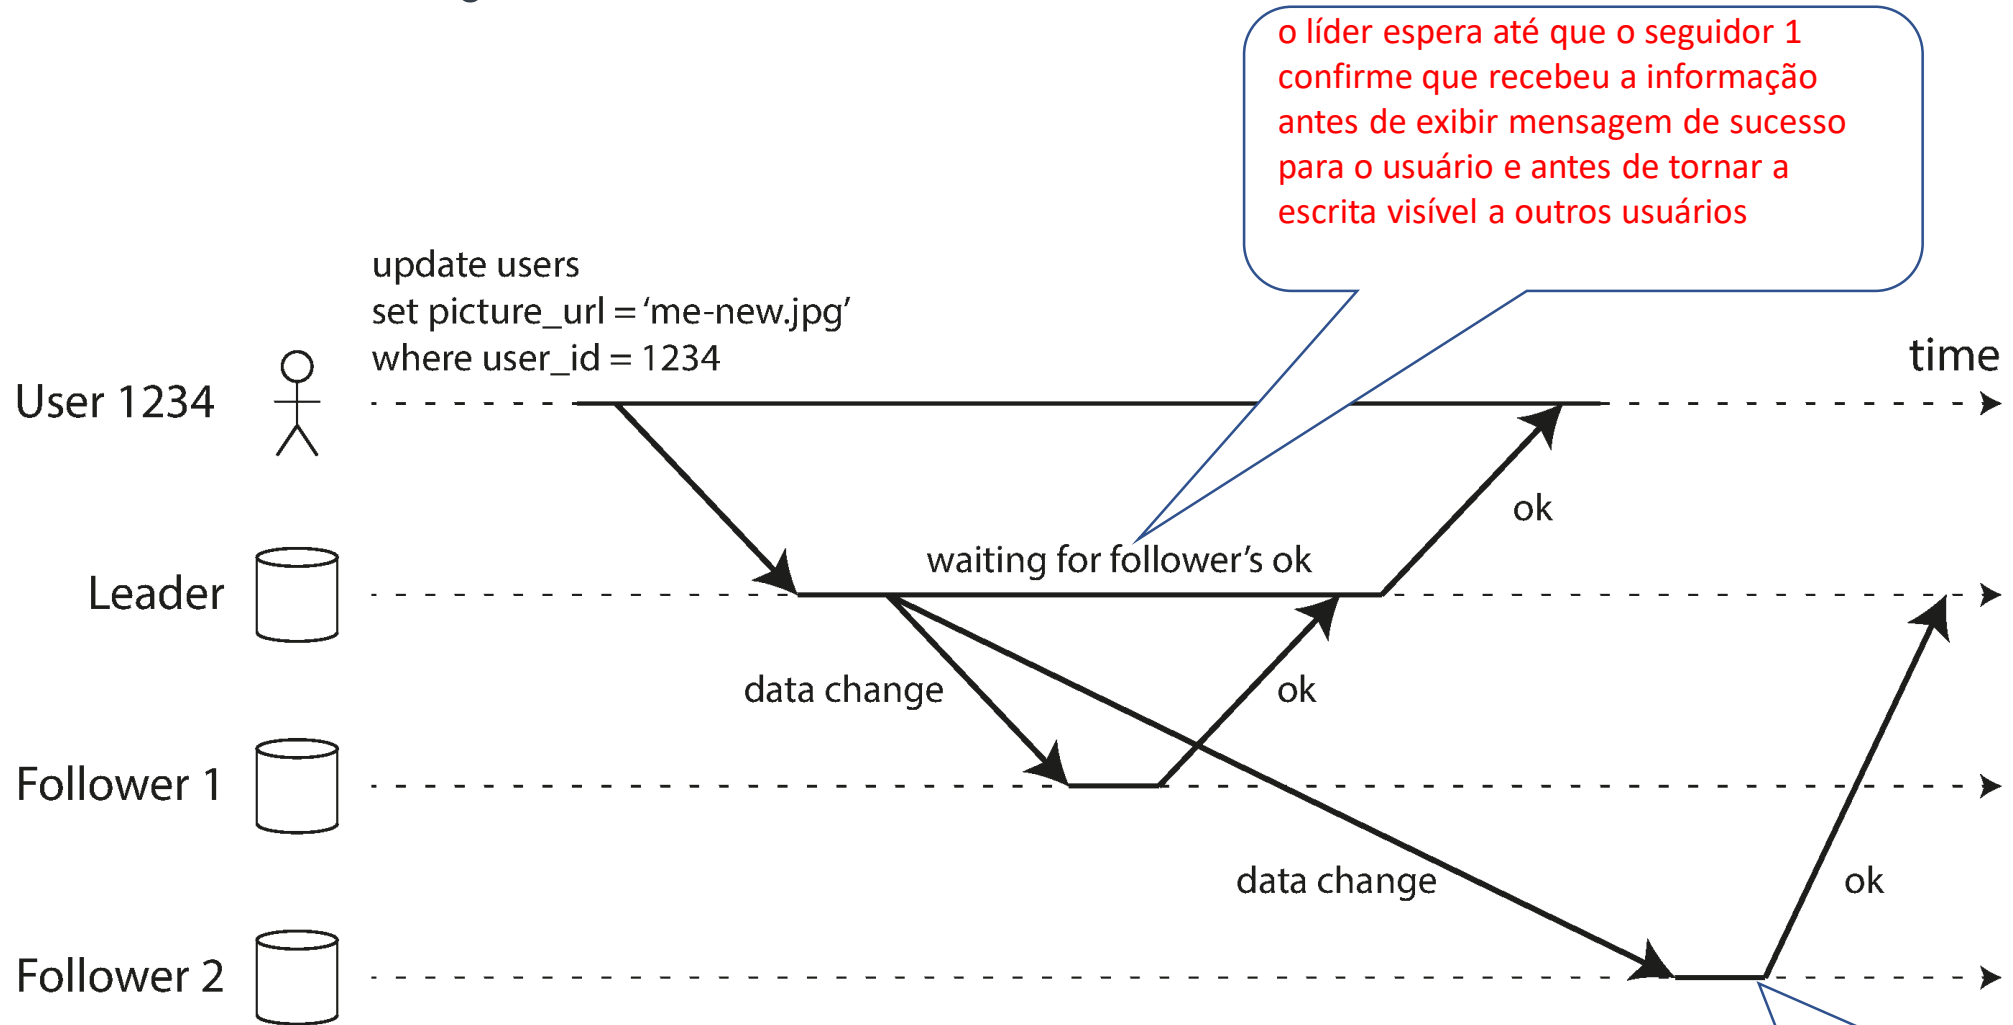 o líder espera até que o seguidor 1
confirme que recebeu a informação
antes de exibir mensagem de sucesso
para o usuário e antes de tornar a
escrita visível a outros usuários
update users
set picture_url = ‘me-new.jpg’
where user_id = 1234
time
User 1234
ok
waiting for follower’s ok
Leader
data change
ok
Follower 1
data change
ok
Follower 2